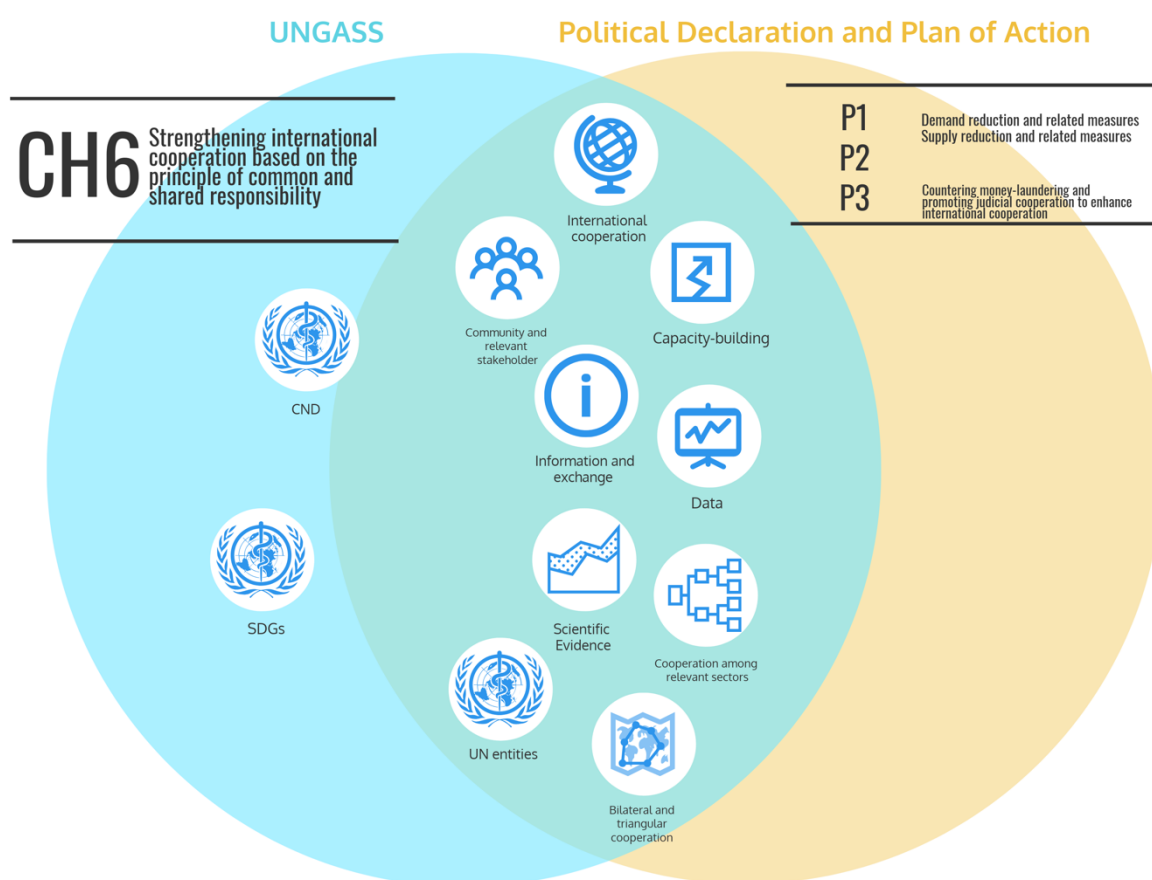 UNGASS
Political Declaration and Plan of Action
CH6
Strengthening international
cooperation based on the
principle of common and
shared responsibility
P1
Demand reduction and related measures
Supply reduction and related measures
P2
P3
Countering money-laundering and
promoting judicial cooperation to enhance
international cooperation
International
cooperation
Community and
relevant
stakeholder
Capacity-building
CND
Information and
exchange
Data
SDGs
Scientific
Evidence
Cooperation among
relevant sectors
UN entities
Bilateral and
triangular
cooperation